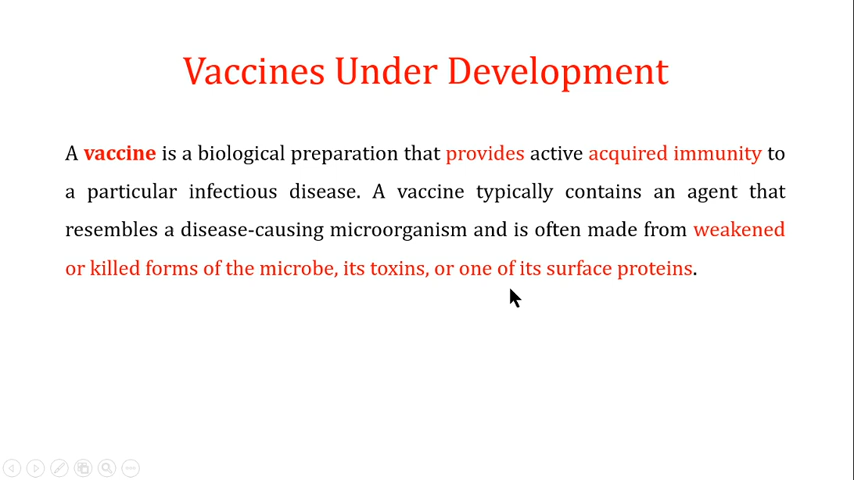 Vaccines Under Development
A vaccine is a biological preparation that provides active acquired immunity to
a particular infectious disease. A vaccine typically contains an agent that
resembles a disease-causing microorganism and is often made from weakened
or killed forms of the microbe, its toxins, or one of its surface proteins.